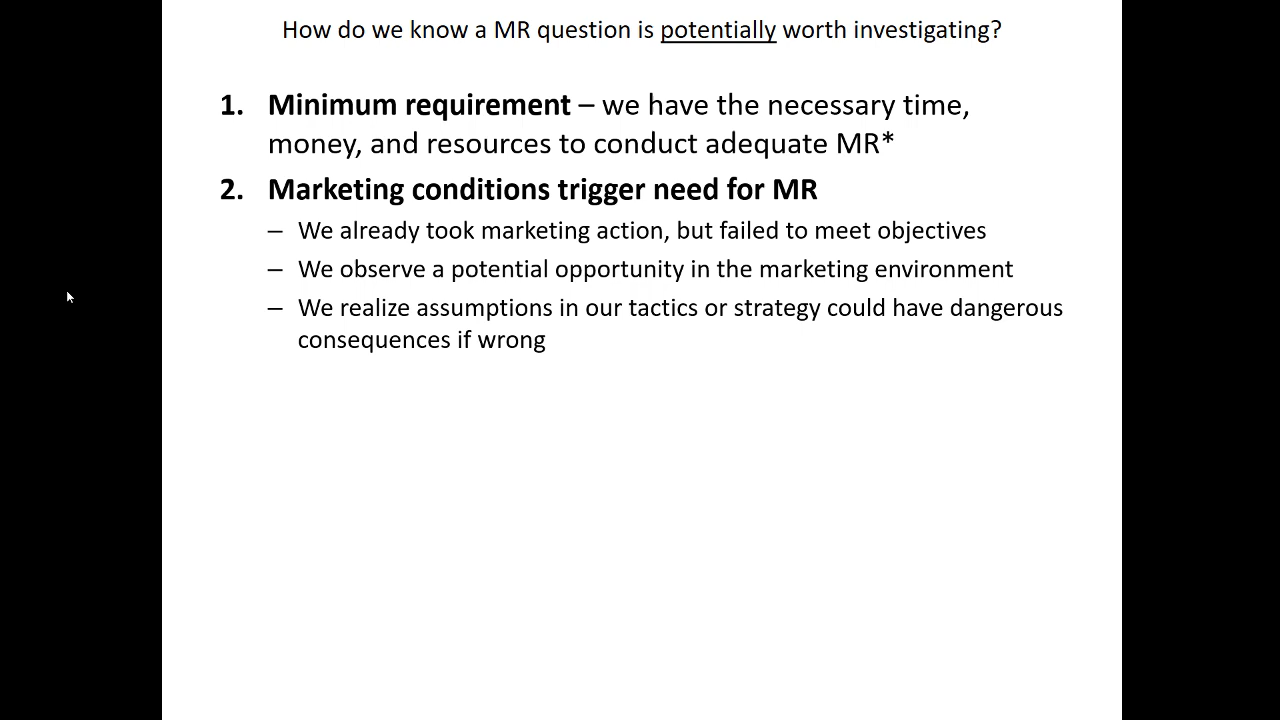 How do we know a MR question is potentially worth investigating?
1. Minimum requirement – we have the necessary time,
money, and resources to conduct adequate MR*
2. Marketing conditions trigger need for MR
– We already took marketing action, but failed to meet objectives
– We observe a potential opportunity in the marketing environment
– We realize assumptions in our tactics or strategy could have dangerous
consequences if wrong